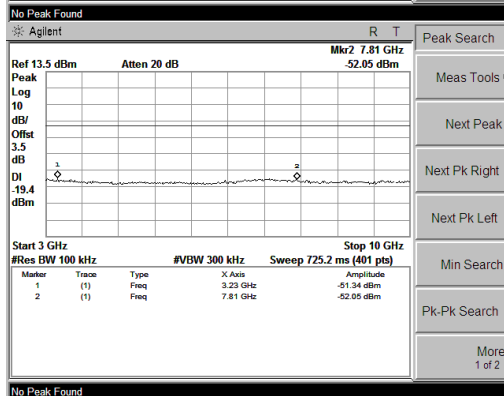 No Peak Found
Agilent R T
Mkr2 7.81 GHz
Ref 13.5 dBm Atten 20 dB -52.05 dBm
Peak
Log
10
dB/
Offst
3.5
dB
DI
-19.4
dBm
1
2
Start 3 GHz Stop 10 GHz
#Res BW 100 kHz #VBW 300 kHz Sweep 725.2 ms (401 pts)
Marker Trace Type X Axis Amplitude
1 (1) Freq 3.23 GHz -51.34 dBm
2 (1) Freq 7.81 GHz -52.05 dBm
No Peak Found
Peak Search
Meas Tools
Next Peak
Next Pk Right
Next Pk Left
Min Search
Pk-Pk Search
More
1 of 2